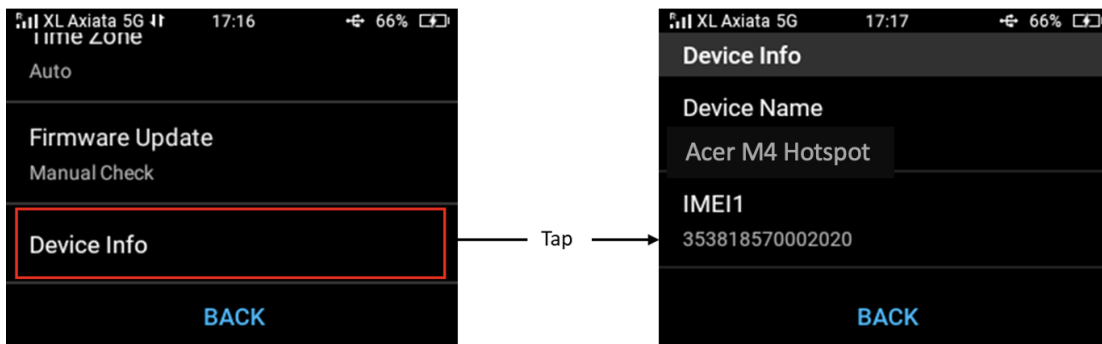 XL Axiata 5G 17:16 66%
Time Zone
Auto
Firmware Update
Manual Check
Device Info
BACK
Tap
R XL Axiata 5G 17:17 66%
Device Info
Device Name
Acer M4 Hotspot
IMEI1
353818570002020
BACK